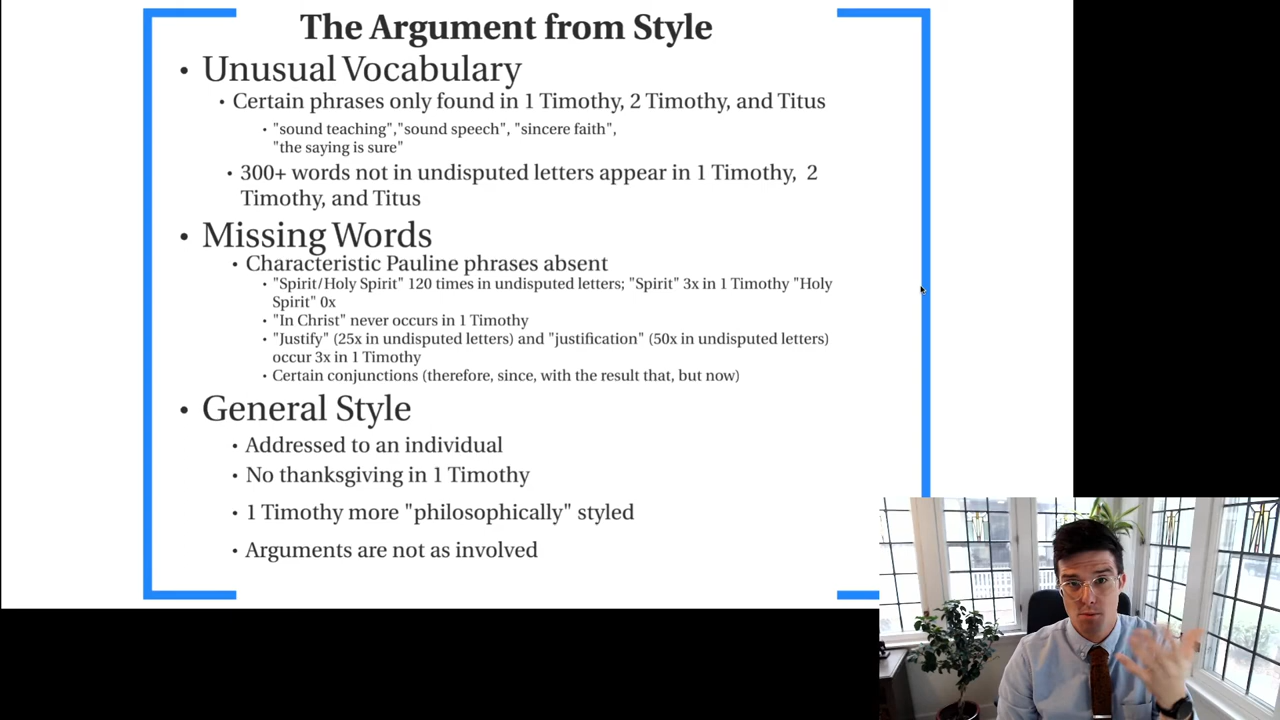 The Argument from Style
• Unusual Vocabulary
• Certain phrases only found in 1 Timothy, 2 Timothy, and Titus
• "sound teaching","sound speech", "sincere faith",
"the saying is sure"
• 300+ words not in undisputed letters appear in 1 Timothy, 2
Timothy, and Titus
• Missing Words
• Characteristic Pauline phrases absent
• "Spirit/Holy Spirit" 120 times in undisputed letters; "Spirit" 3x in 1 Timothy "Holy
Spirit" 0x
• "In Christ" never occurs in 1 Timothy
• "Justify" (25x in undisputed letters) and "justification" (50x in undisputed letters)
occur 3x in 1 Timothy
• Certain conjunctions (therefore, since, with the result that, but now)
• General Style
• Addressed to an individual
• No thanksgiving in 1 Timothy
• 1 Timothy more "philosophically" styled
• Arguments are not as involved